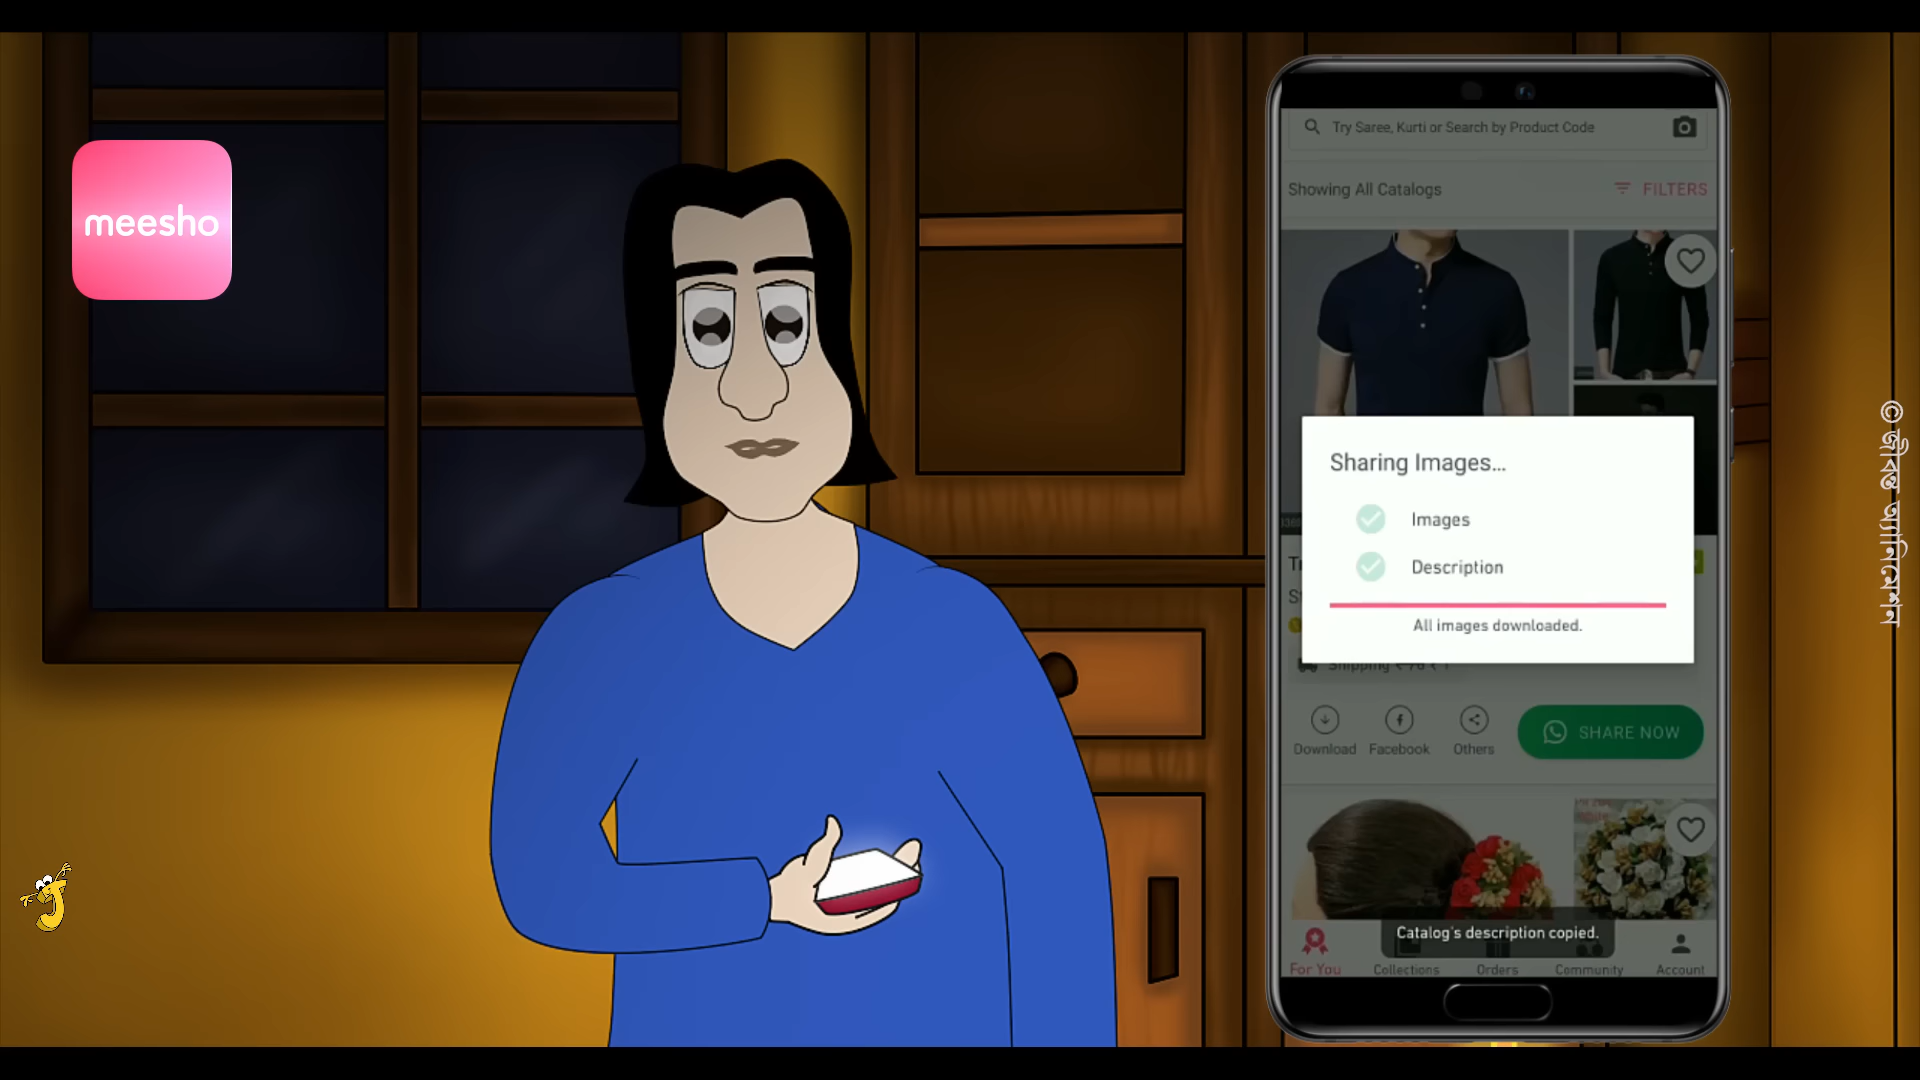 meesho
Try Saree, Kurti or Search by Product Code
Showing All Catalogs
FILTERS
Sharing Images...
Images
Description
All images downloaded.
Shipping
Download
Facebook
Others
SHARE NOW
Catalog's description copied.
For You
Collections
Orders
Community
Account
© জীবন্ত অ্যানিমেশন